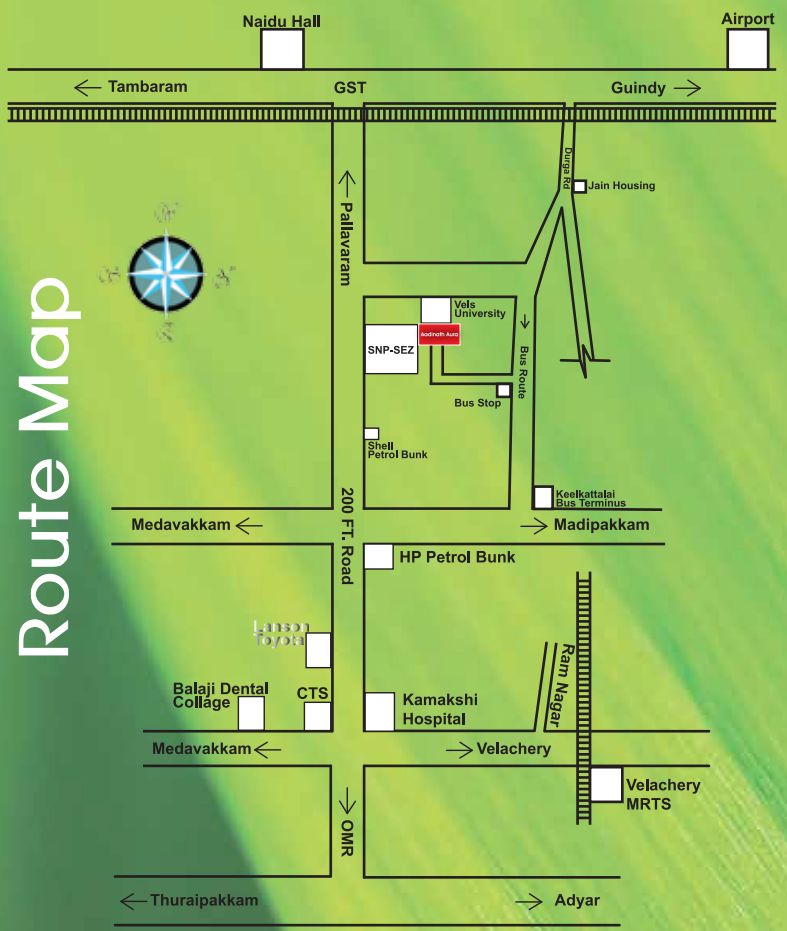 Naidu Hall
Airport
Tambaram
GST
Guindy
Durga Rd
Jain Housing
Pallavaram
Route Map
Vels
University
Aadinath Aura
SNP-SEZ
Bus Route
Bus Stop
Shell
Petrol Bunk
200 FT. Road
Keelkattalai
Bus Terminus
Medavakkam
Madipakkam
HP Petrol Bunk
Lanson
Toyota
Ram Nagar
Balaji Dental
Collage
CTS
Kamakshi
Hospital
Medavakkam
Velachery
Velachery
MRTS
OMR
Thuraipakkam
Adyar